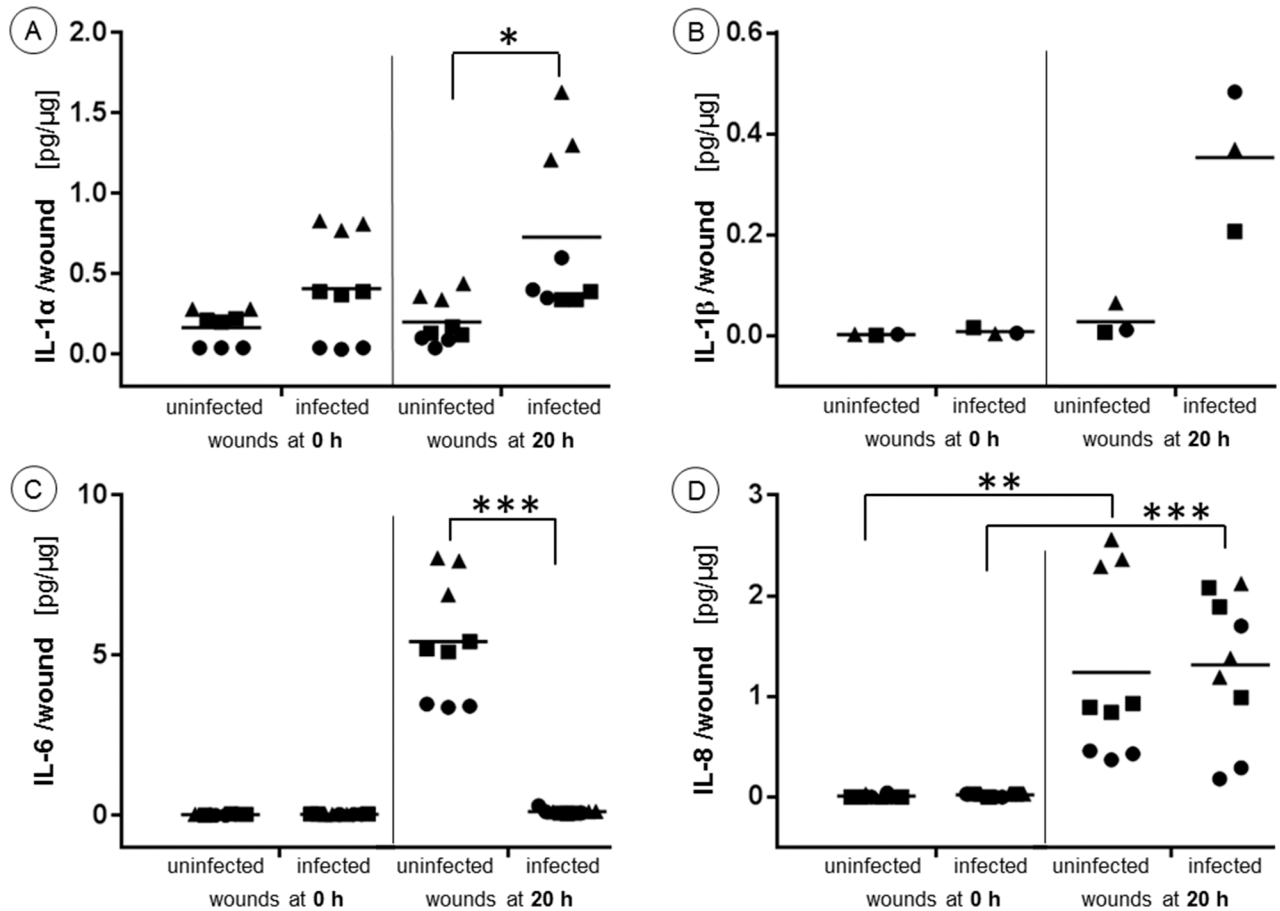 A
IL-1α /wound [pg/µg]
2.0
1.5
1.0
0.5
0.0
*
uninfected infected uninfected infected
wounds at 0 h wounds at 20 h
B
IL-1β /wound [pg/µg]
0.6
0.4
0.2
0.0
uninfected infected uninfected infected
wounds at 0 h wounds at 20 h
C
IL-6 /wound [pg/µg]
10
5
0
***
uninfected infected uninfected infected
wounds at 0 h wounds at 20 h
D
IL-8 /wound [pg/µg]
3
2
1
0
**
***
uninfected infected uninfected infected
wounds at 0 h wounds at 20 h